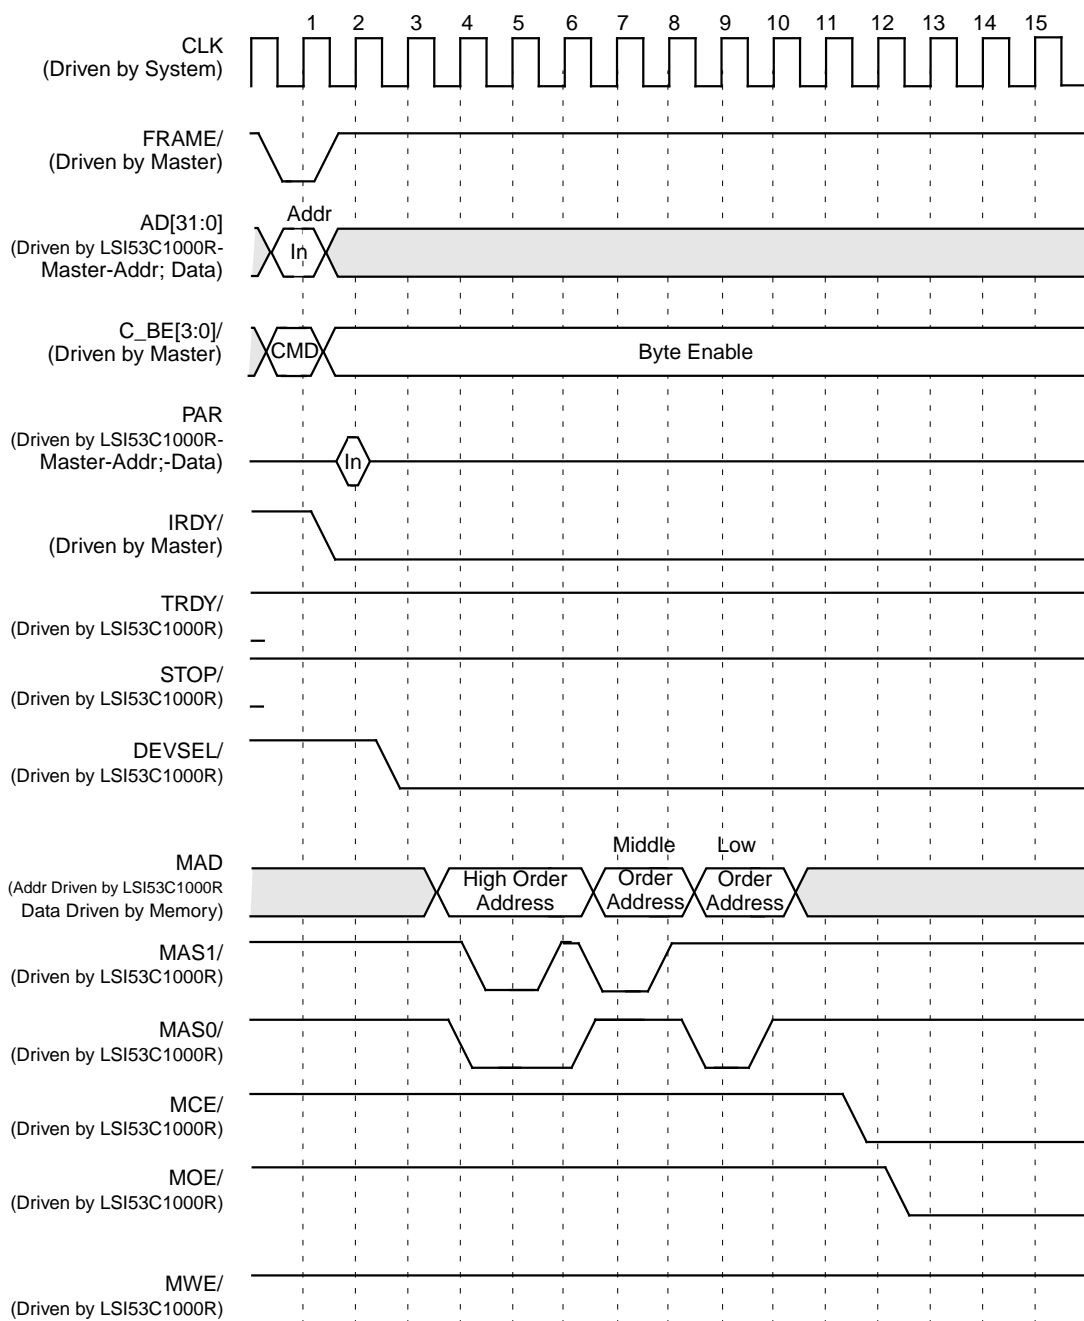 1 2 3 4 5 6 7 8 9 10 11 12 13 14 15
CLK
(Driven by System)
FRAME/
(Driven by Master)
Addr
AD[31:0]
(Driven by LSI53C1000R-
Master-Addr; Data)
In
C_BE[3:0]/
(Driven by Master)
CMD
Byte Enable
PAR
(Driven by LSI53C1000R-
Master-Addr;-Data)
In
IRDY/
(Driven by Master)
TRDY/
(Driven by LSI53C1000R)
STOP/
(Driven by LSI53C1000R)
DEVSEL/
(Driven by LSI53C1000R)
MAD
(Addr Driven by LSI53C1000R
Data Driven by Memory)
High Order
Address
Middle
Order
Address
Low
Order
Address
MAS1/
(Driven by LSI53C1000R)
MAS0/
(Driven by LSI53C1000R)
MCE/
(Driven by LSI53C1000R)
MOE/
(Driven by LSI53C1000R)
MWE/
(Driven by LSI53C1000R)